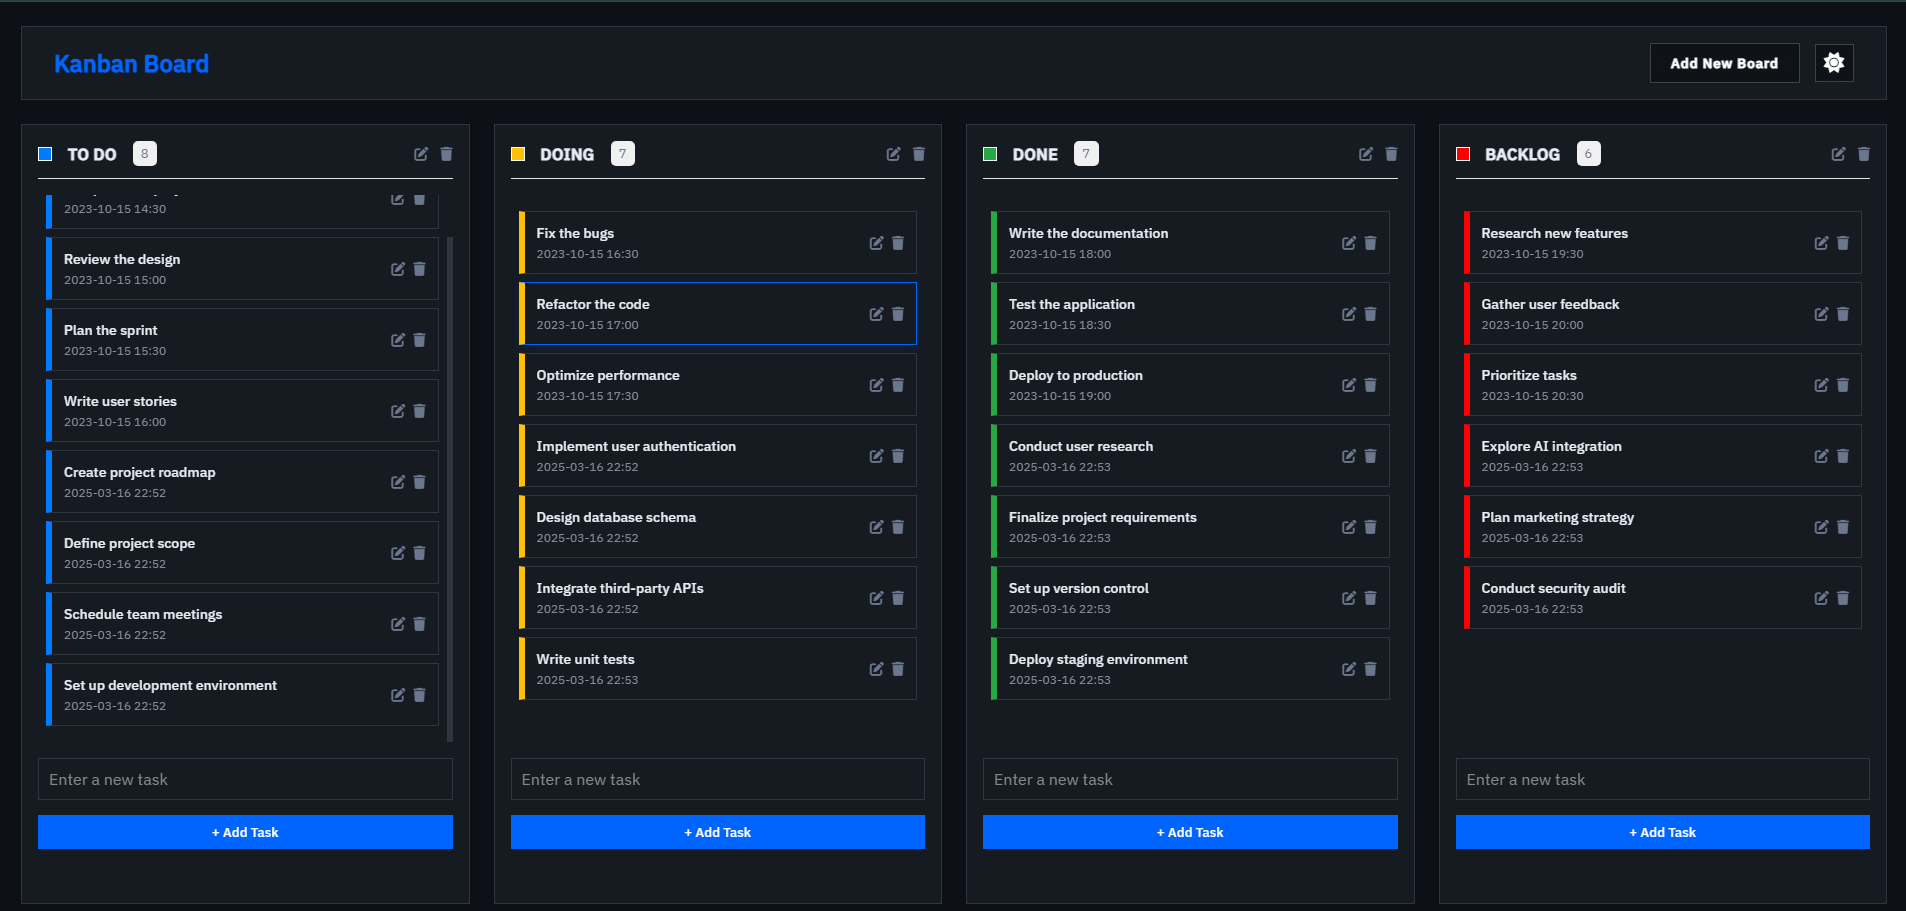 Kanban Board
Add New Board
TO DO 8
2023-10-15 14:30
Review the design
2023-10-15 15:00
Plan the sprint
2023-10-15 15:30
Write user stories
2023-10-15 16:00
Create project roadmap
2025-03-16 22:52
Define project scope
2025-03-16 22:52
Schedule team meetings
2025-03-16 22:52
Set up development environment
2025-03-16 22:52
Enter a new task
+ Add Task
DOING 7
Fix the bugs
2023-10-15 16:30
Refactor the code
2023-10-15 17:00
Optimize performance
2023-10-15 17:30
Implement user authentication
2025-03-16 22:52
Design database schema
2025-03-16 22:52
Integrate third-party APIs
2025-03-16 22:52
Write unit tests
2025-03-16 22:53
Enter a new task
+ Add Task
DONE 7
Write the documentation
2023-10-15 18:00
Test the application
2023-10-15 18:30
Deploy to production
2023-10-15 19:00
Conduct user research
2025-03-16 22:53
Finalize project requirements
2025-03-16 22:53
Set up version control
2025-03-16 22:53
Deploy staging environment
2025-03-16 22:53
Enter a new task
+ Add Task
BACKLOG 6
Research new features
2023-10-15 19:30
Gather user feedback
2023-10-15 20:00
Prioritize tasks
2023-10-15 20:30
Explore AI integration
2025-03-16 22:53
Plan marketing strategy
2025-03-16 22:53
Conduct security audit
2025-03-16 22:53
Enter a new task
+ Add Task